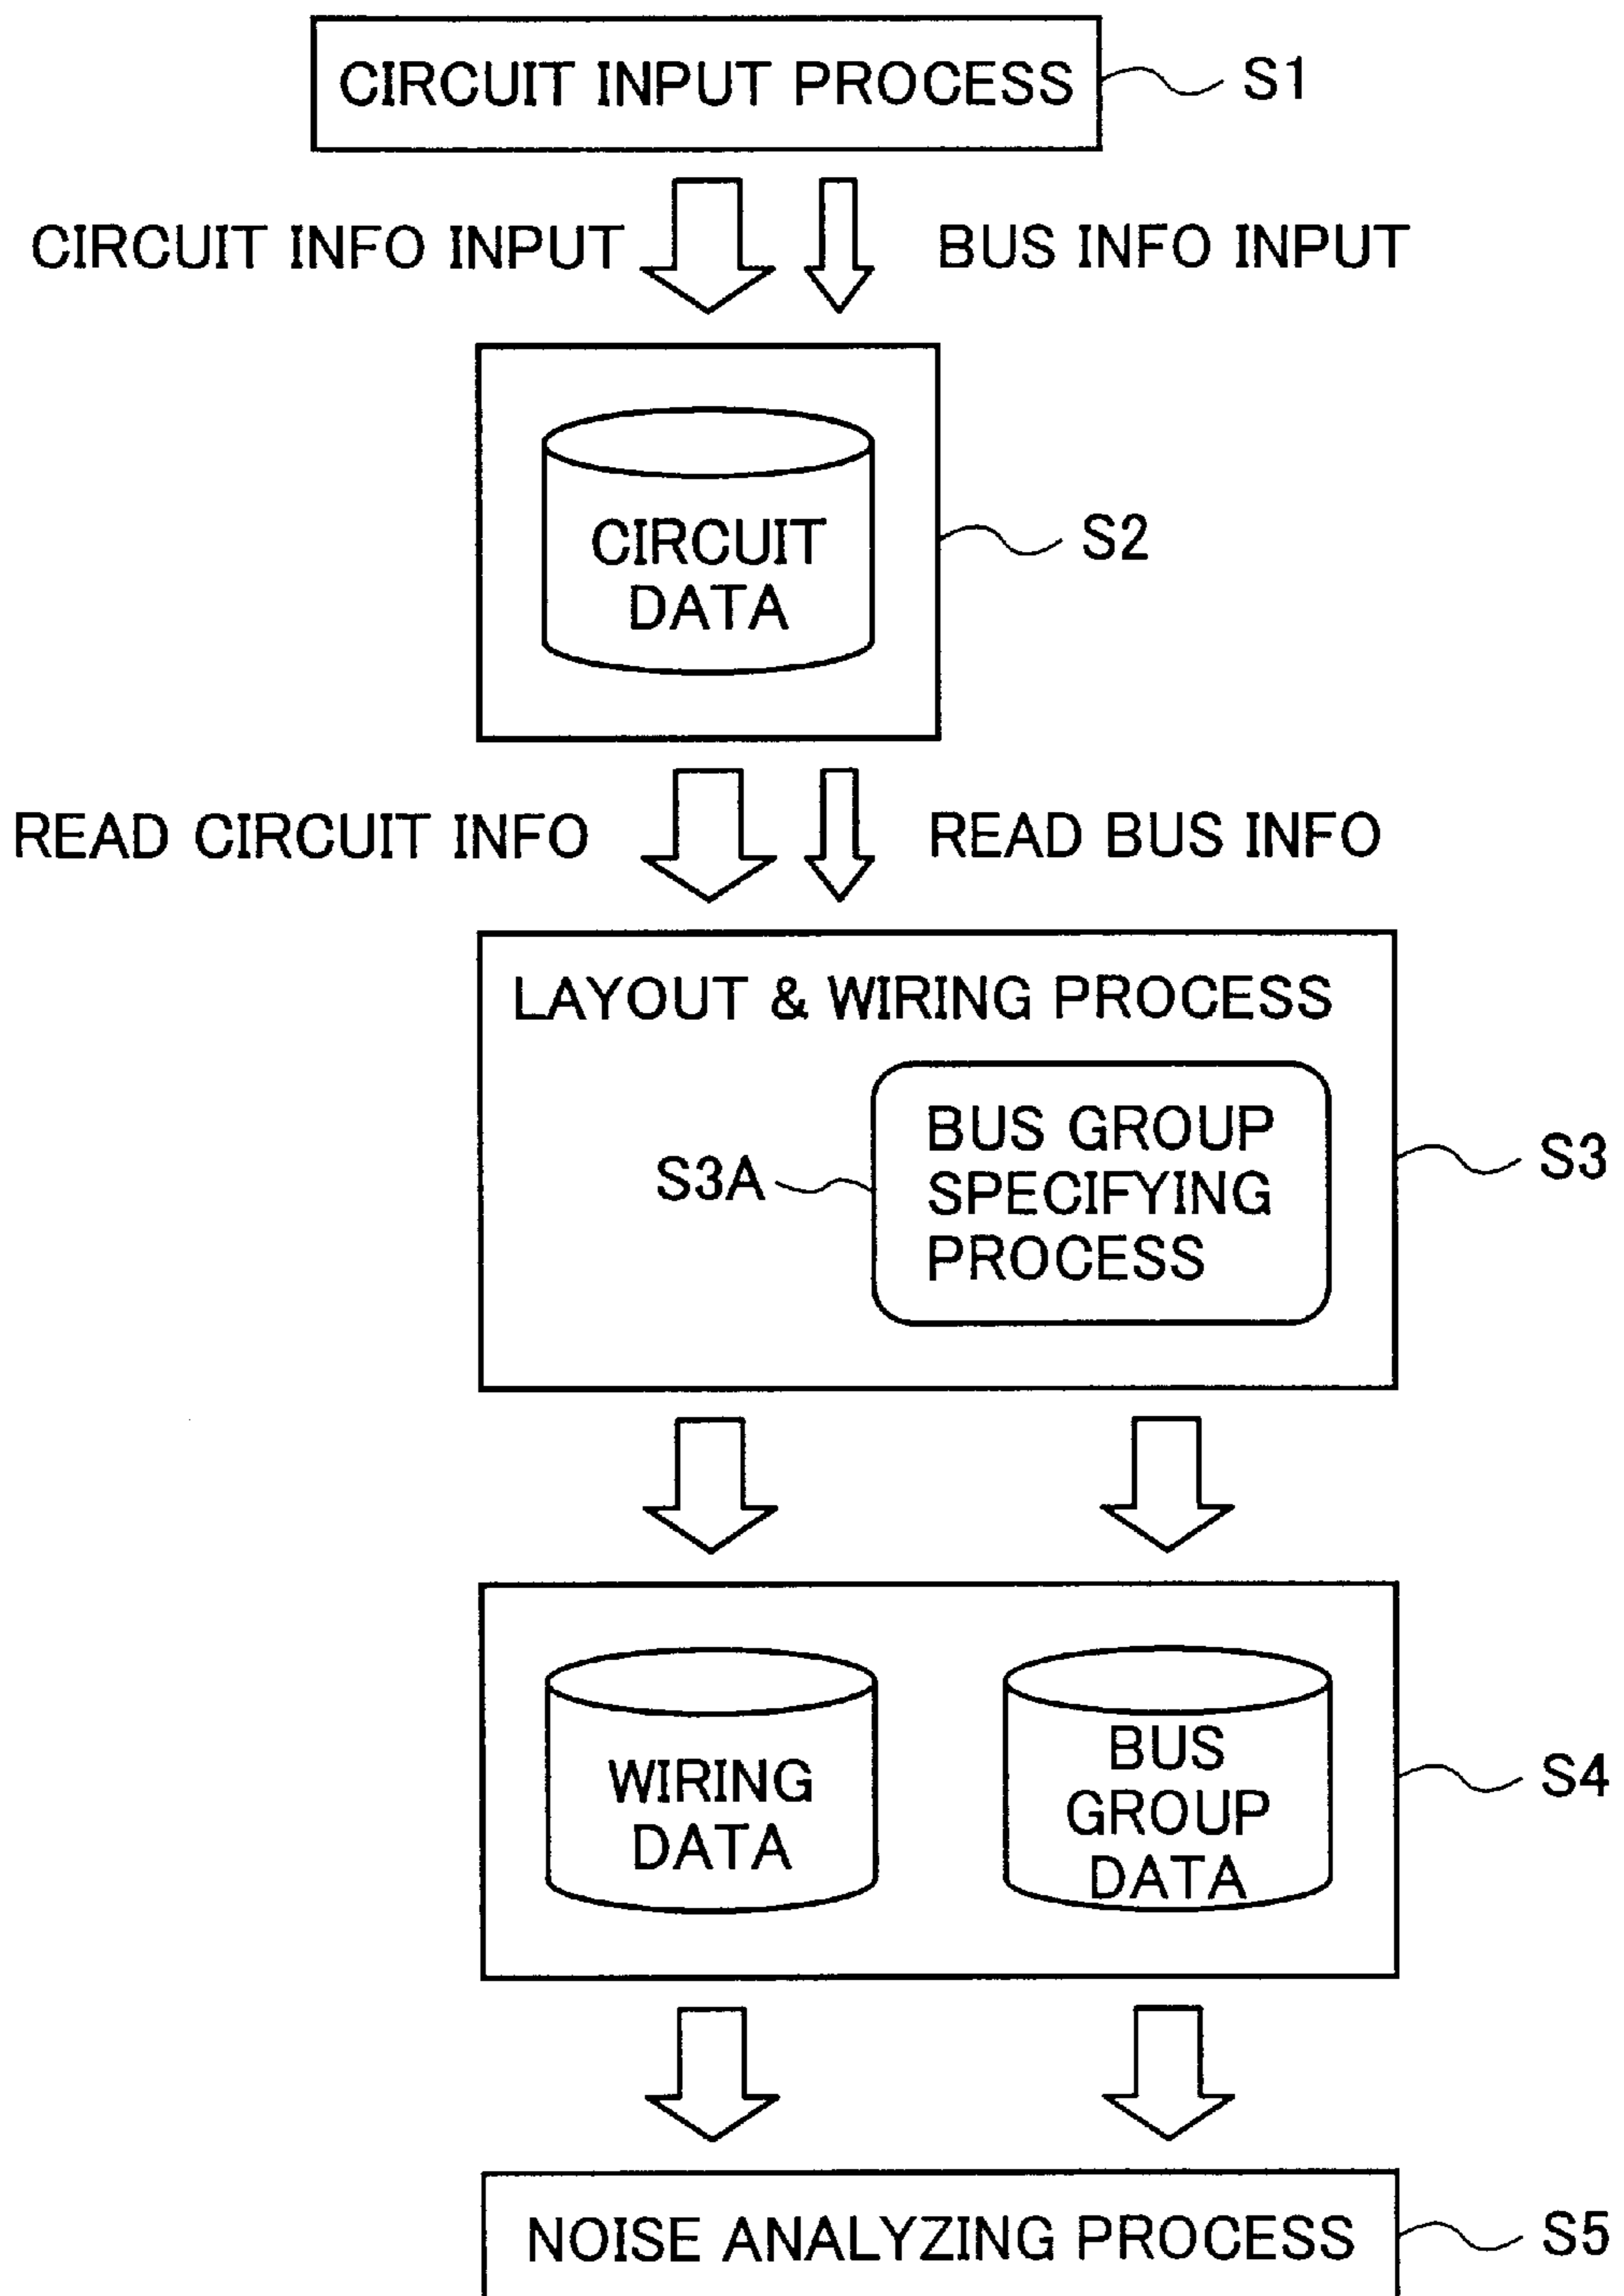 CIRCUIT INPUT PROCESS
S1
CIRCUIT INFO INPUT
BUS INFO INPUT
CIRCUIT
DATA
S2
READ CIRCUIT INFO
READ BUS INFO
LAYOUT & WIRING PROCESS
BUS GROUP
SPECIFYING
PROCESS
S3A
S3
WIRING
DATA
BUS
GROUP
DATA
S4
NOISE ANALYZING PROCESS
S5